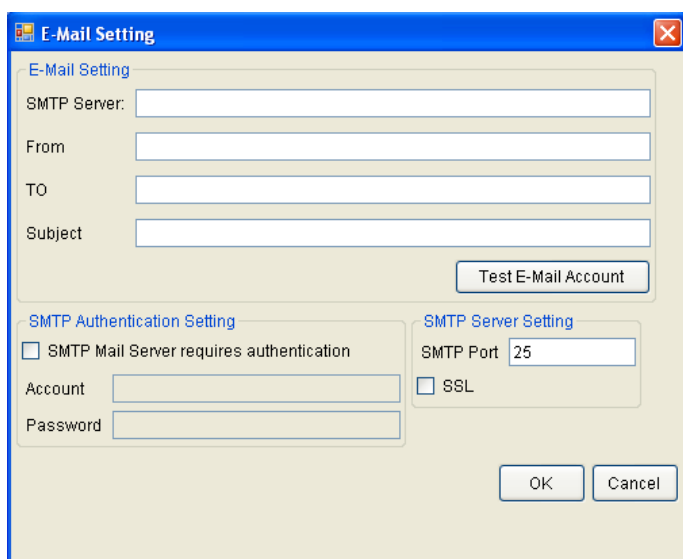 E-Mail Setting
E-Mail Setting
SMTP Server:
From
TO
Subject
Test E-Mail Account
SMTP Authentication Setting
SMTP Mail Server requires authentication
Account
Password
SMTP Server Setting
SMTP Port 25
SSL
OK Cancel